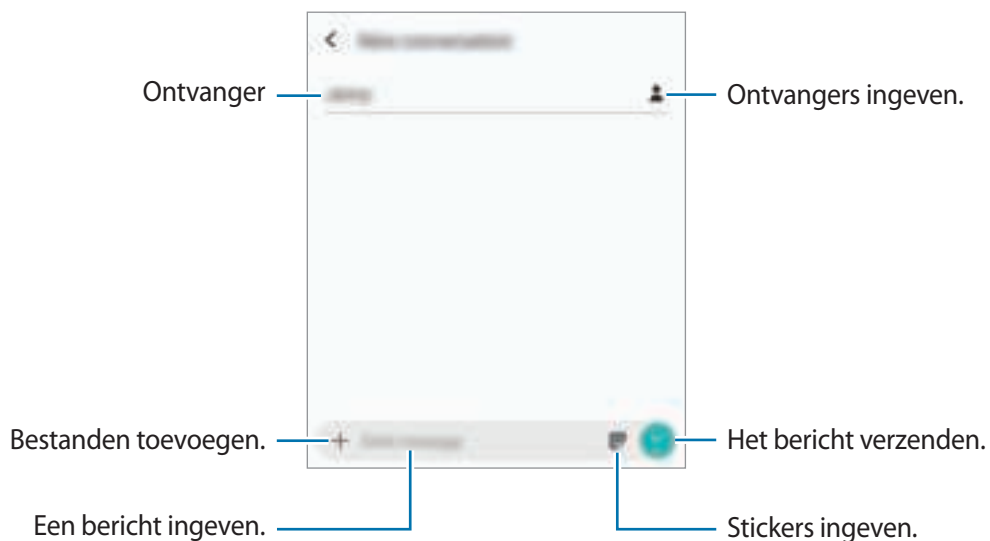 Ontvanger
Ontvangers ingeven.
Bestanden toevoegen.
Het bericht verzenden.
Een bericht ingeven.
Stickers ingeven.